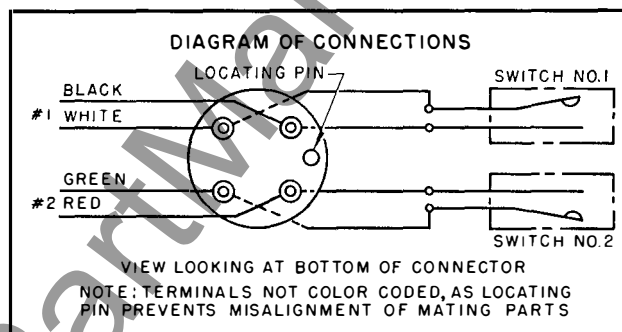 DIAGRAM OF CONNECTIONS
LOCATING PIN
SWITCH NO.1
BLACK
#1 WHITE
GREEN
#2 RED
SWITCH NO.2
VIEW LOOKING AT BOTTOM OF CONNECTOR
NOTE: TERMINALS NOT COLOR CODED, AS LOCATING
PIN PREVENTS MISALIGNMENT OF MATING PARTS